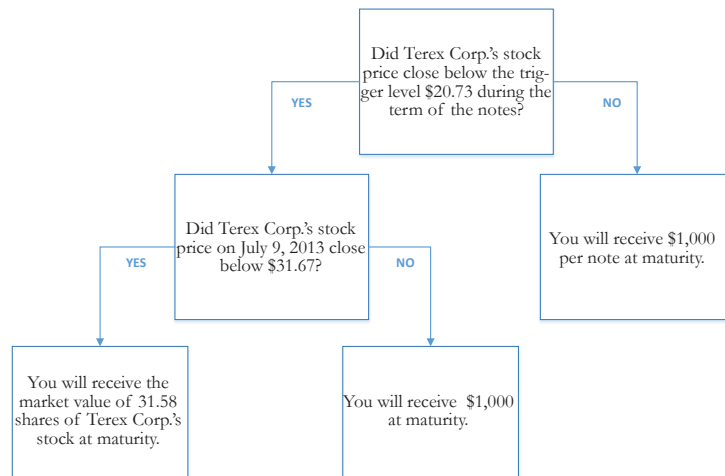 Did Terex Corp.'s stock
price close below the trig-
ger level $20.73 during the
term of the notes?
YES
NO
Did Terex Corp.'s stock
price on July 9, 2013 close
below $31.67?
You will receive $1,000
per note at maturity.
YES
NO
You will receive the
market value of 31.58
shares of Terex Corp.'s
stock at maturity.
You will receive $1,000
at maturity.